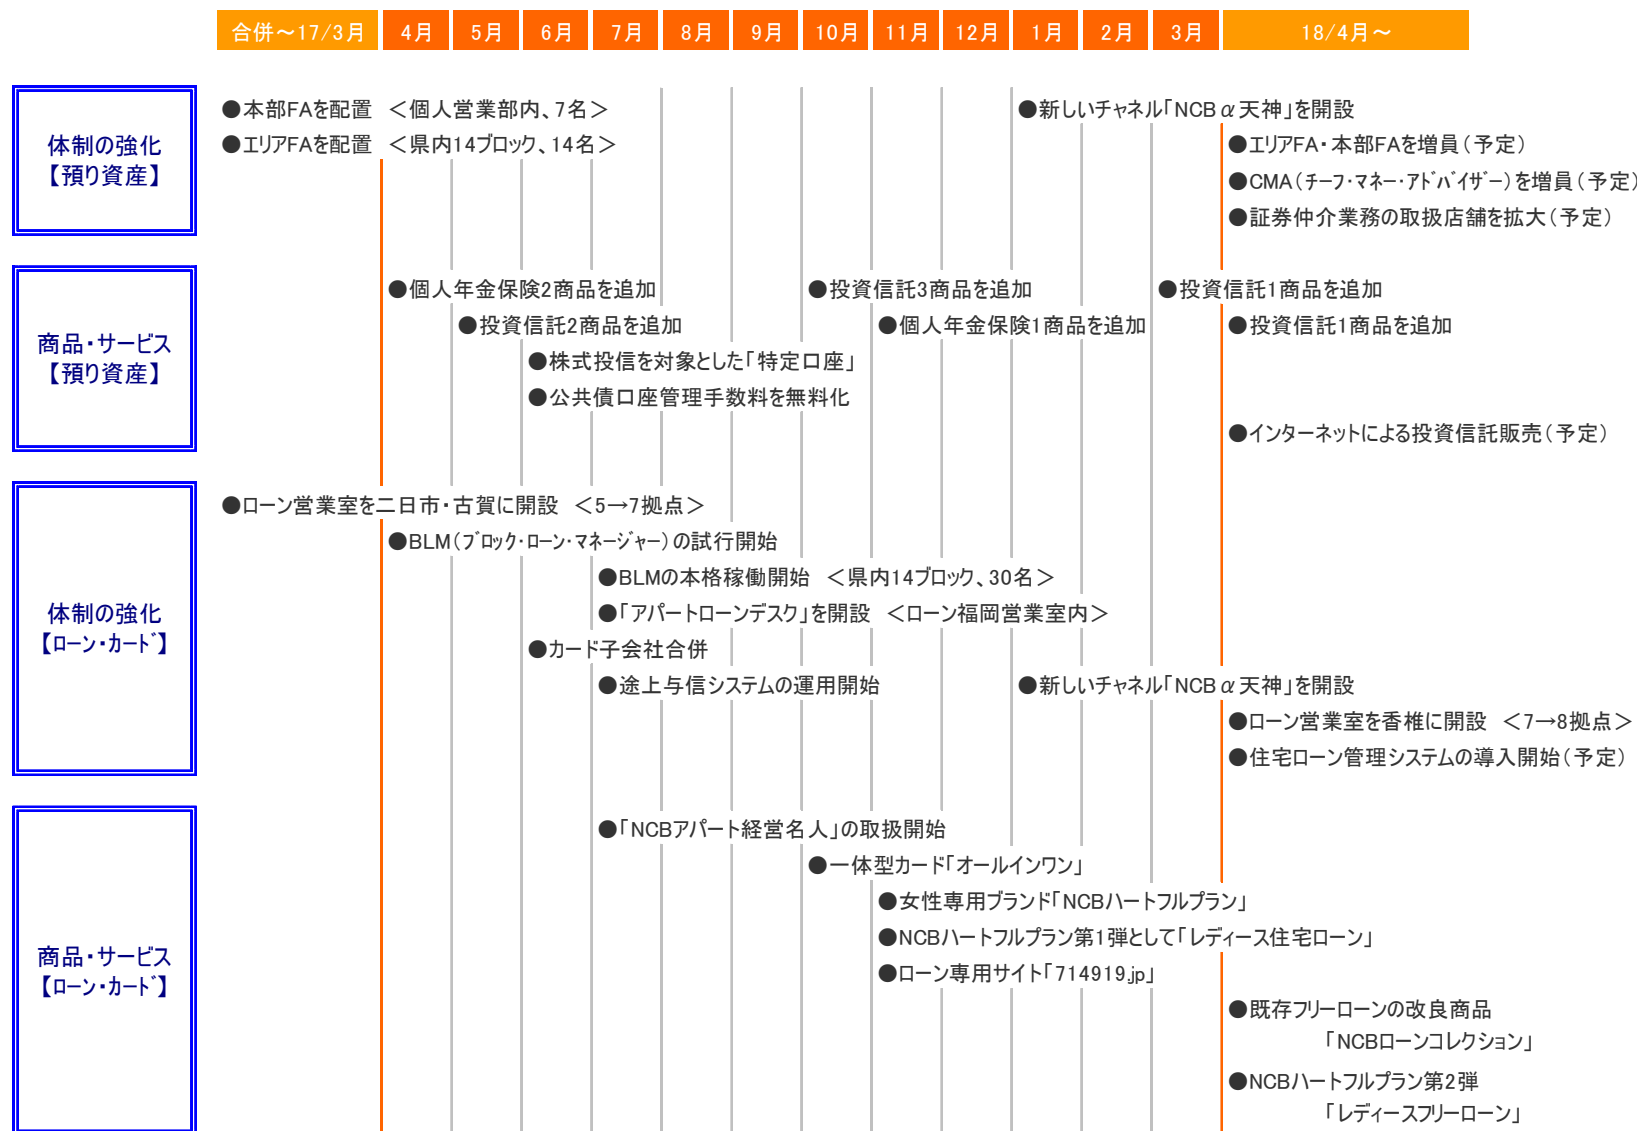 合併～17/3月 4月 5月 6月 7月 8月 9月 10月 11月 12月 1月 2月 3月 18/4月～
体制の強化
【預り資産】
●本部FAを配置　＜個人営業部内、7名＞ ●新しいチャネル「NCBα天神」を開設
●エリアFAを配置　＜県内14ブロック、14名＞ ●エリアFA・本部FAを増員（予定）
●CMA（ﾁｰﾌ・ﾏﾈｰ・ｱﾄﾞﾊﾞｲｻﾞｰ）を増員（予定）
●証券仲介業務の取扱店舗を拡大（予定）
商品・サービス
【預り資産】
●個人年金保険2商品を追加 ●投資信託3商品を追加 ●投資信託1商品を追加
●投資信託2商品を追加 ●個人年金保険1商品を追加 ●投資信託1商品を追加
●株式投信を対象とした「特定口座」
●公共債口座管理手数料を無料化
●インターネットによる投資信託販売（予定）
体制の強化
【ﾛｰﾝ・ｶｰﾄﾞ】
●ローン営業室を二日市・古賀に開設　＜5→7拠点＞
●BLM（ﾌﾞﾛｯｸ・ﾛｰﾝ・ﾏﾈｰｼﾞｬｰ）の試行開始
●BLMの本格稼働開始　＜県内14ブロック、30名＞
●「アパートローンデスク」を開設　＜ローン福岡営業室内＞
●カード子会社合併
●途上与信システムの運用開始 ●新しいチャネル「NCBα天神」を開設
●ローン営業室を香椎に開設　＜7→8拠点＞
●住宅ローン管理システムの導入開始（予定）
商品・サービス
【ﾛｰﾝ・ｶｰﾄﾞ】
●「NCBアパート経営名人」の取扱開始
●一体型カード「オールインワン」
●女性専用ブランド「NCBハートフルプラン」
●NCBハートフルプラン第1弾として「レディース住宅ローン」
●ローン専用サイト「714919.jp」
●既存フリーローンの改良商品
「NCBローンコレクション」
●NCBハートフルプラン第2弾
「レディースフリーローン」